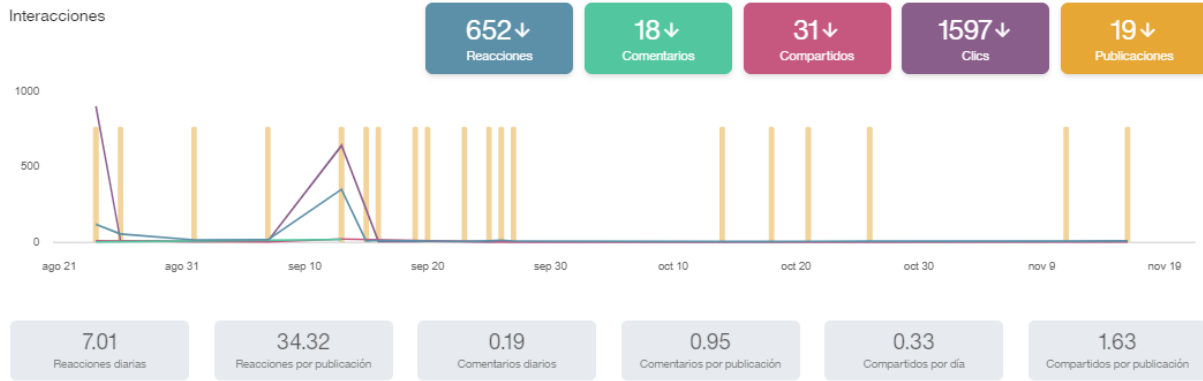 Interacciones
652↓ 18↓ 31↓ 1597↓ 19↓
Reacciones Comentarios Compartidos Clics Publicaciones
1000
500
0
ago 21 ago 31 sep 10 sep 20 sep 30 oct 10 oct 20 oct 30 nov 9 nov 19
7.01 34.32 0.19 0.95 0.33 1.63
Reacciones diarias Reacciones por publicación Comentarios diarios Comentarios por publicación Compartidos por día Compartidos por publicación